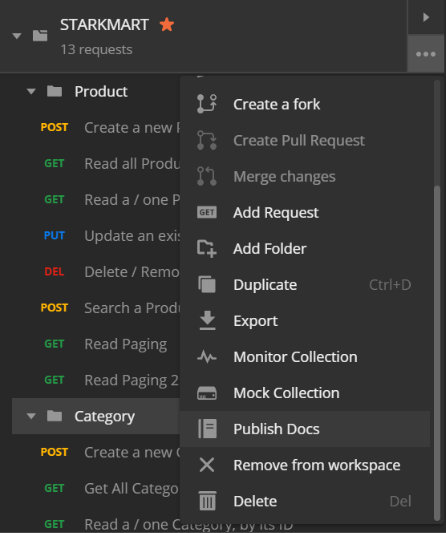 STARKMART
13 requests
Product
Create a fork
POST Create a new
Create Pull Request
GET Read all Produ
Merge changes
GET Read a / one P
GET Add Request
PUT Update an exis
Add Folder
DEL Delete / Remo
Duplicate Ctrl+D
POST Search a Produ
Export
GET Read Paging
Monitor Collection
GET Read Paging 2
Mock Collection
Category
Publish Docs
POST Create a new
Remove from workspace
GET Get All Catego
Delete Del
GET Read a / one Category, by its ID